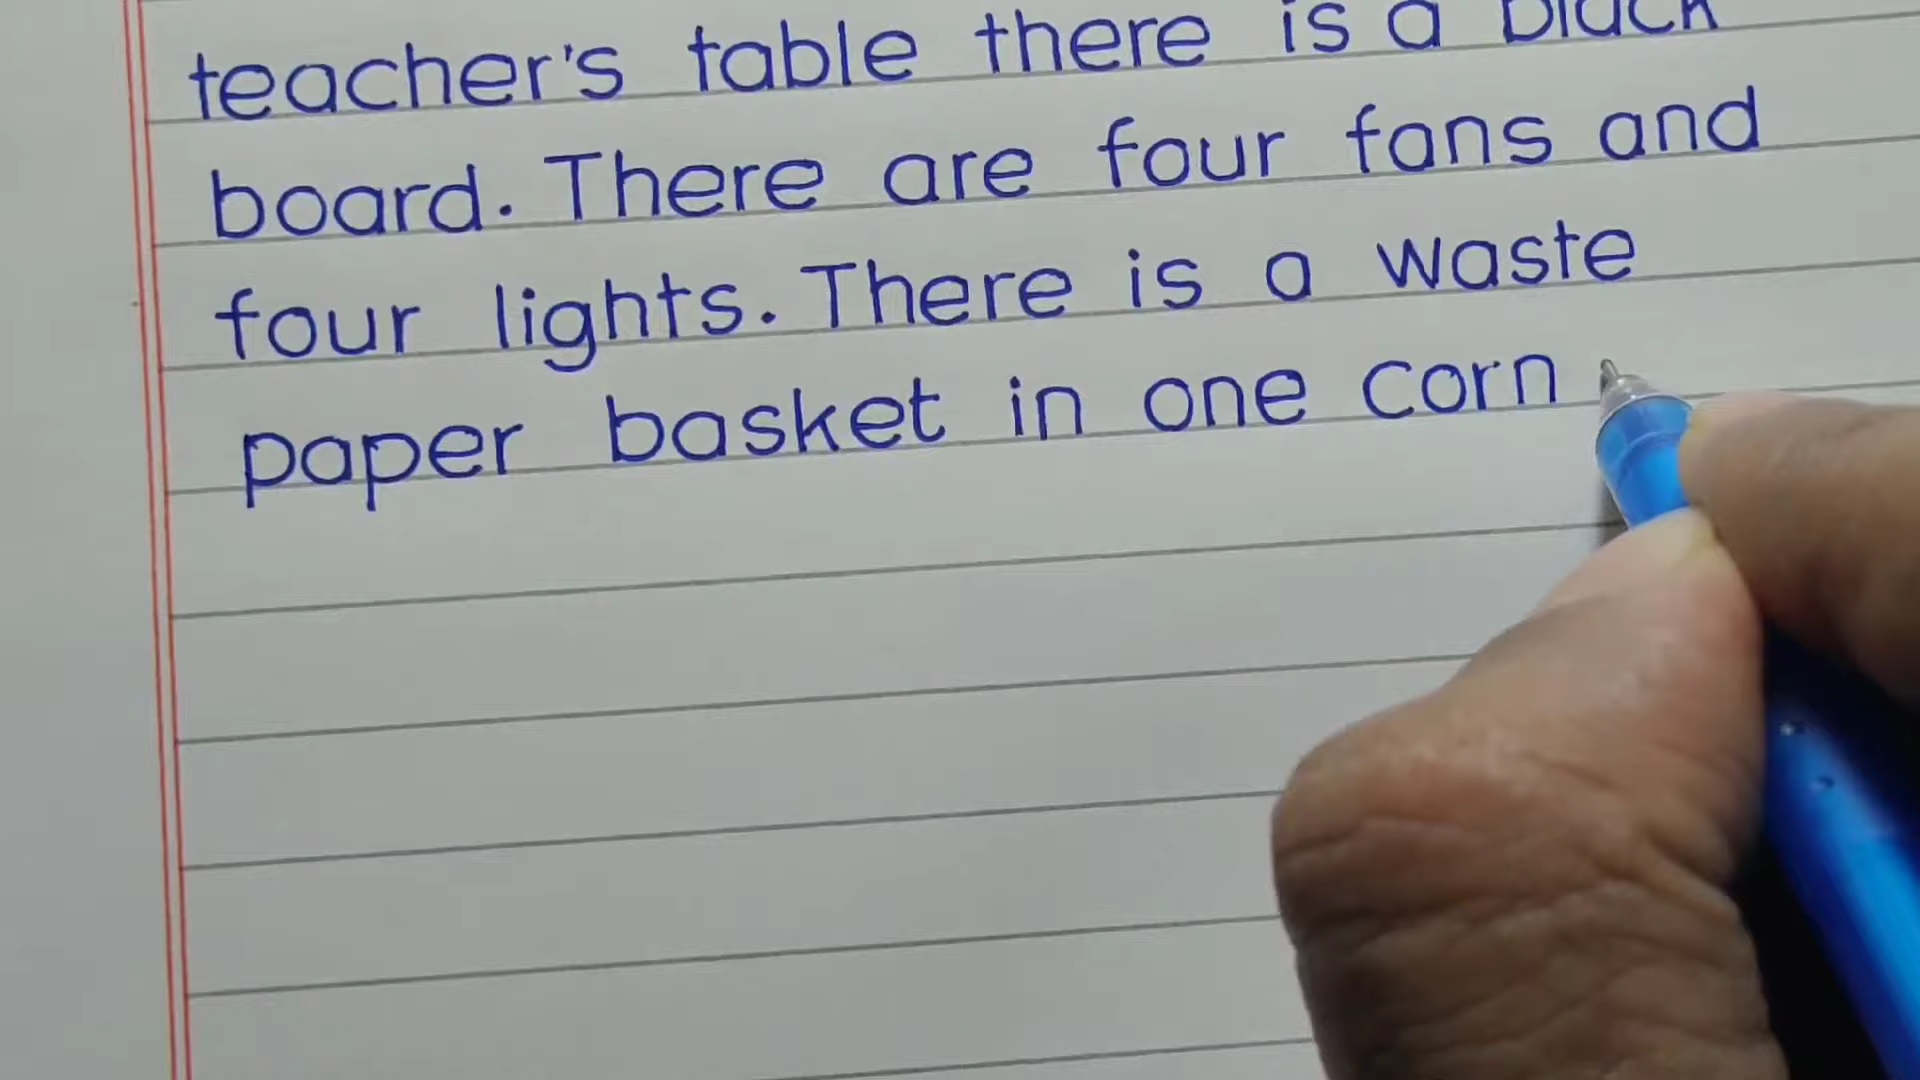 teacher's table there is a black
board. There are four fans and
four lights. There is a waste
paper basket in one corn